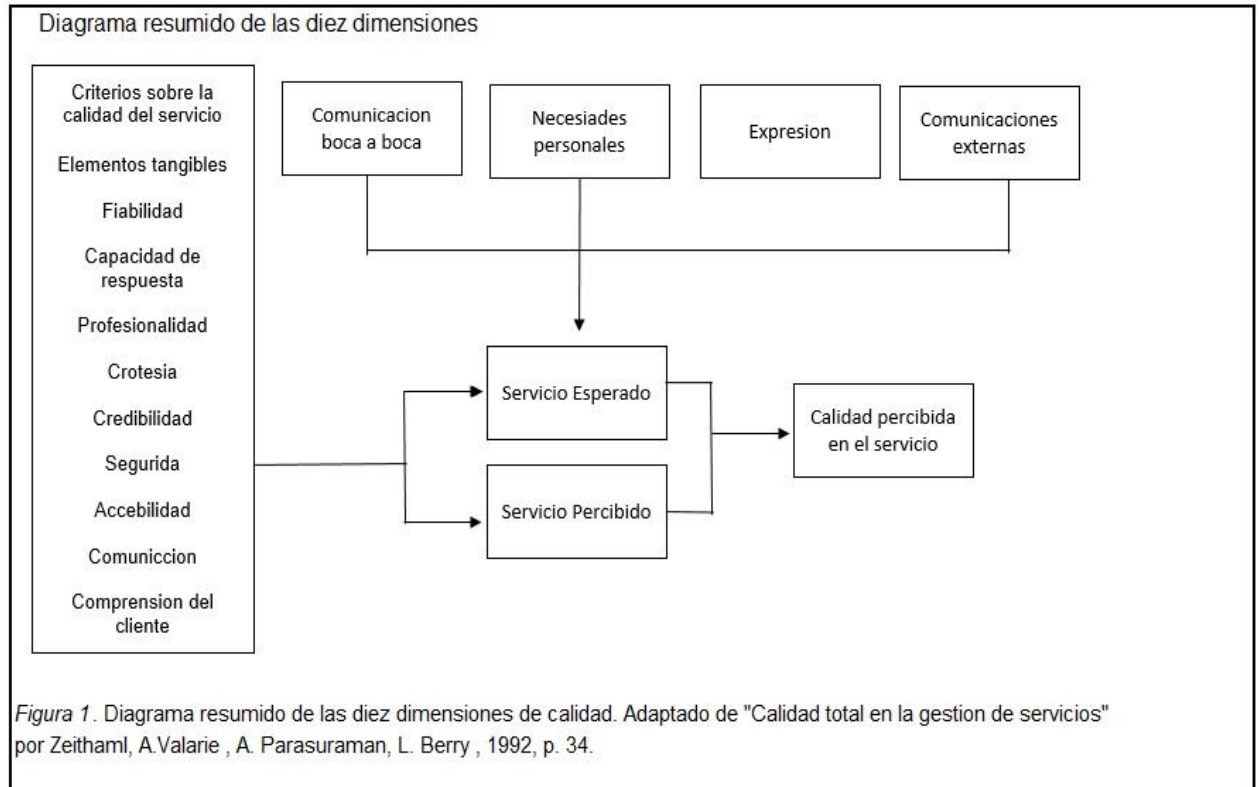 Diagrama resumido de las diez dimensiones
Criterios sobre la
calidad del servicio
Elementos tangibles
Fiabilidad
Capacidad de
respuesta
Profesionalidad
Crotesia
Credibilidad
Segurida
Accebilidad
Comuniccion
Comprension del
cliente
Comunicacion
boca a boca
Necesiades
personales
Expresion
Comunicaciones
externas
Servicio Esperado
Servicio Percibido
Calidad percibida
en el servicio
Figura 1. Diagrama resumido de las diez dimensiones de calidad. Adaptado de "Calidad total en la gestion de servicios"
por Zeithaml, A.Valarie , A. Parasuraman, L. Berry , 1992, p. 34.